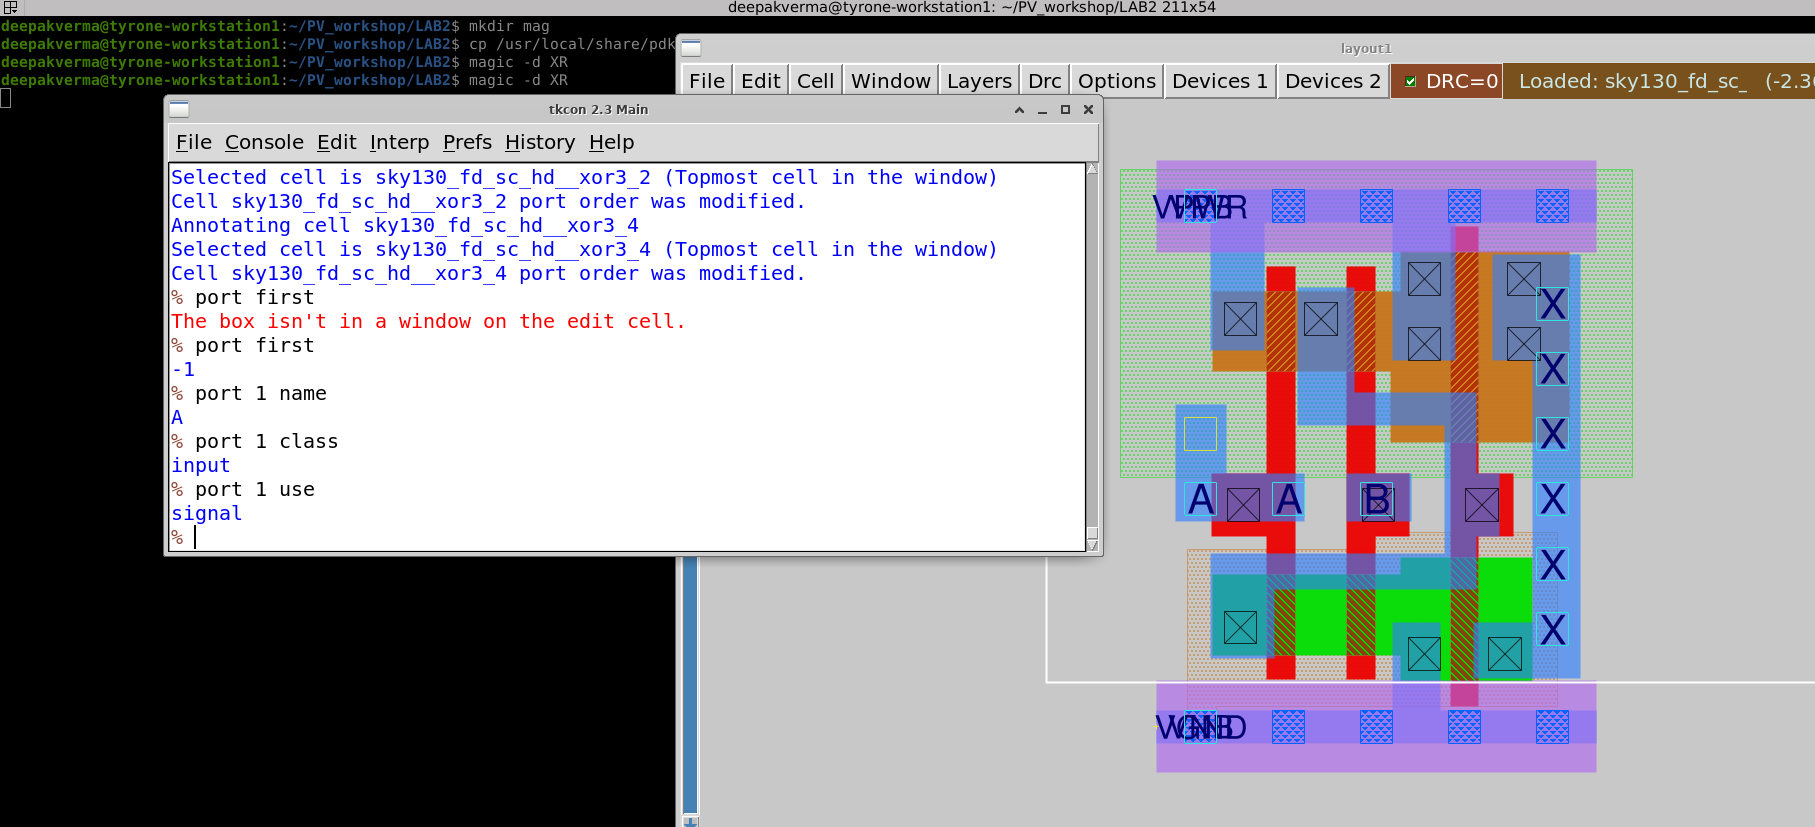 deepakverma@tyrone-workstation1: ~/PV_workshop/LAB2 211x54
deepakverma@tyrone-workstation1:~/PV_workshop/LAB2$ mkdir mag
deepakverma@tyrone-workstation1:~/PV_workshop/LAB2$ cp /usr/local/share/pdk
deepakverma@tyrone-workstation1:~/PV_workshop/LAB2$ magic -d XR
deepakverma@tyrone-workstation1:~/PV_workshop/LAB2$ magic -d XR
layout1
File Edit Cell Window Layers Drc Options Devices 1 Devices 2 DRC=0 Loaded: sky130_fd_sc_ (-2.3
tkcon 2.3 Main
File Console Edit Interp Prefs History Help
Selected cell is sky130_fd_sc_hd__xor3_2 (Topmost cell in the window)
Cell sky130_fd_sc_hd__xor3_2 port order was modified.
Annotating cell sky130_fd_sc_hd__xor3_4
Selected cell is sky130_fd_sc_hd__xor3_4 (Topmost cell in the window)
Cell sky130_fd_sc_hd__xor3_4 port order was modified.
% port first
The box isn't in a window on the edit cell.
% port first
-1
% port 1 name
A
% port 1 class
input
% port 1 use
signal
%
X
X
X
A A B X
X
X